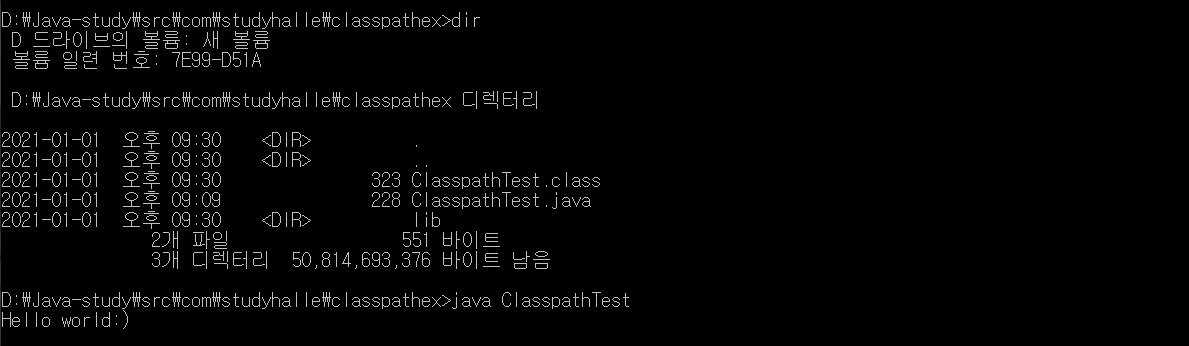 D:₩Java-study₩src₩com₩studyhalle₩classpathex>dir
D 드라이브의 볼륨: 새 볼륨
볼륨 일련 번호: 7E99-D51A
D:₩Java-study₩src₩com₩studyhalle₩classpathex 디렉터리
2021-01-01 오후 09:30 <DIR> .
2021-01-01 오후 09:30 <DIR> ..
2021-01-01 오후 09:30 323 ClasspathTest.class
2021-01-01 오후 09:09 228 ClasspathTest.java
2021-01-01 오후 09:30 <DIR> lib
2개 파일 551 바이트
3개 디렉터리 50,814,693,376 바이트 남음
D:₩Java-study₩src₩com₩studyhalle₩classpathex>java ClasspathTest
Hello world:)